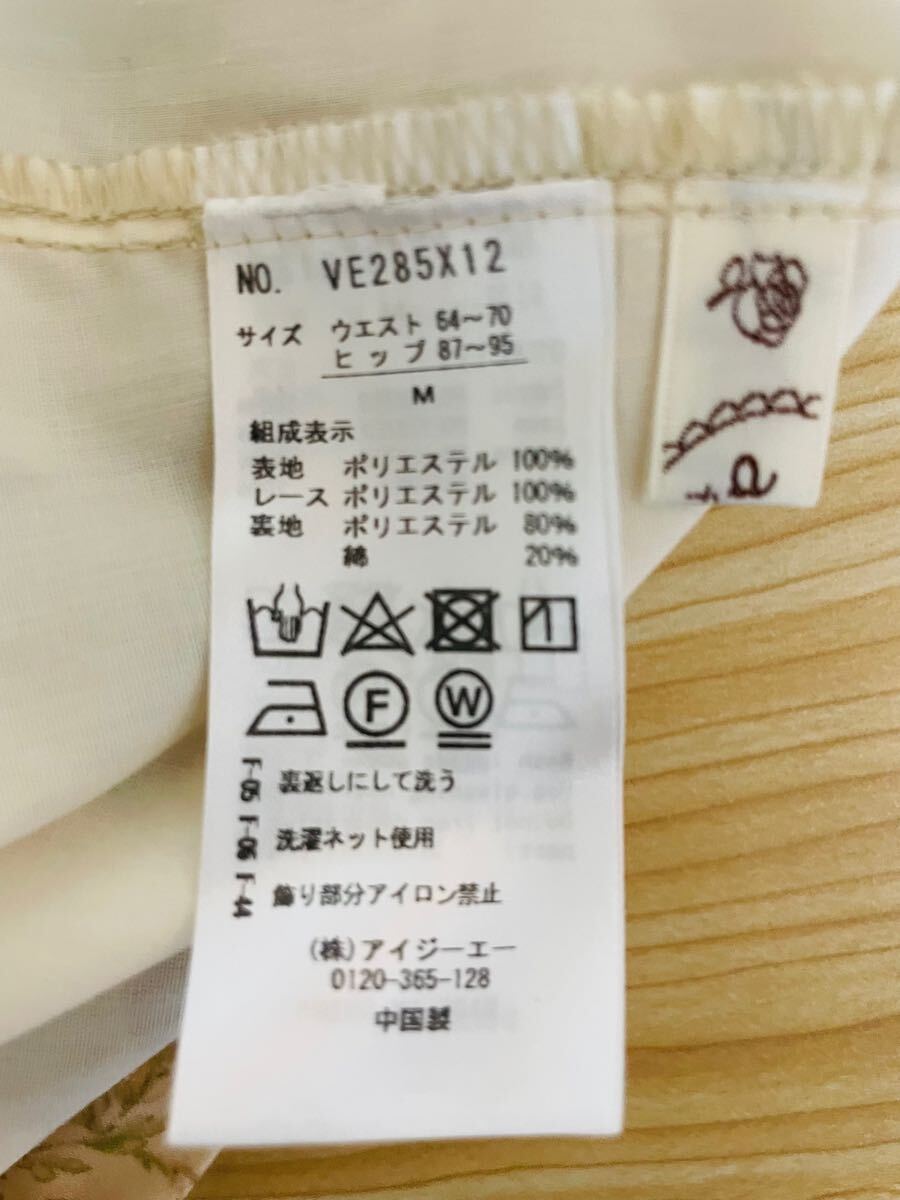 NO. VE285X12
サイズ ウエスト 64～70
ヒップ 87～95
M
組成表示
表地 ポリエステル 100%
レース ポリエステル 100%
裏地 ポリエステル 80%
綿 20%
F
W
F-05 裏返しにして洗う
F-06 洗濯ネット使用
F-44 飾り部分アイロン禁止
(株)アイジーエー
0120-365-128
中国製